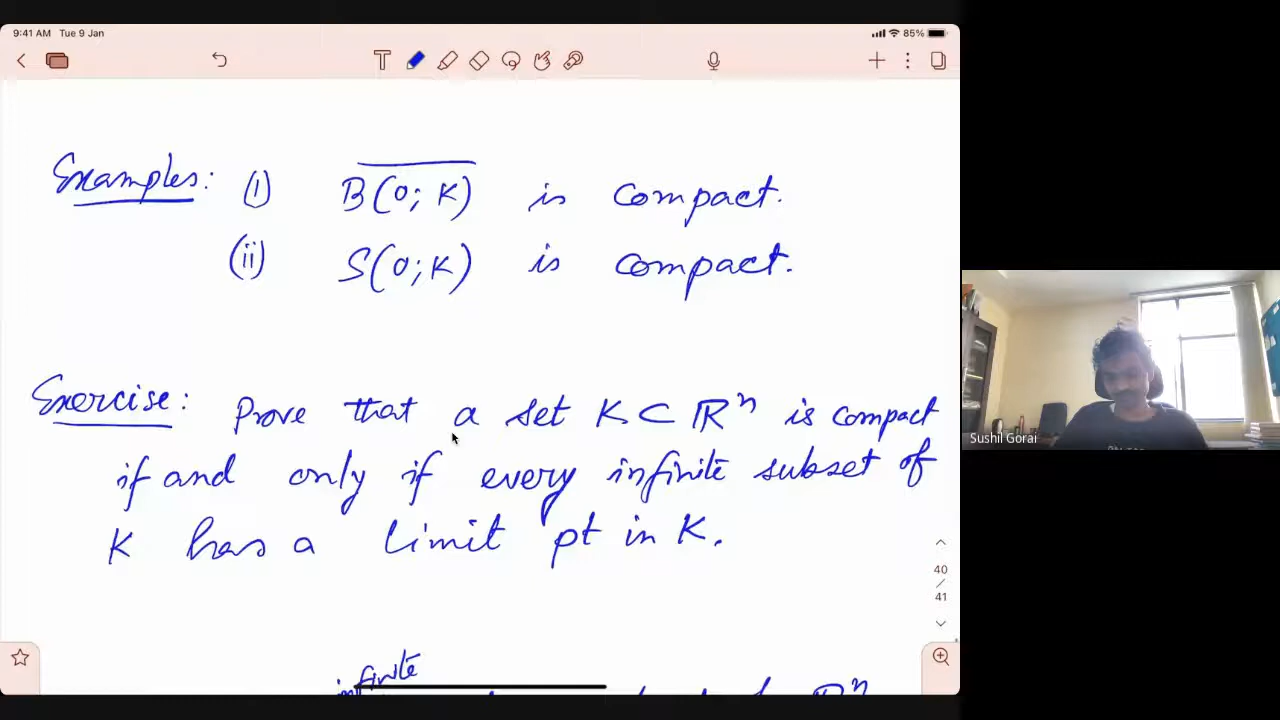 9:41 AM Tue 9 Jan
85%
Examples: (i) B(0; K) is compact.
(ii) S(0; K) is compact.
Exercise: Prove that a set K ⊂ ℝⁿ is compact
if and only if every infinite subset of
K has a limit pt in K.
infinite
ℝⁿ
40
/
41
Sushil Gorai